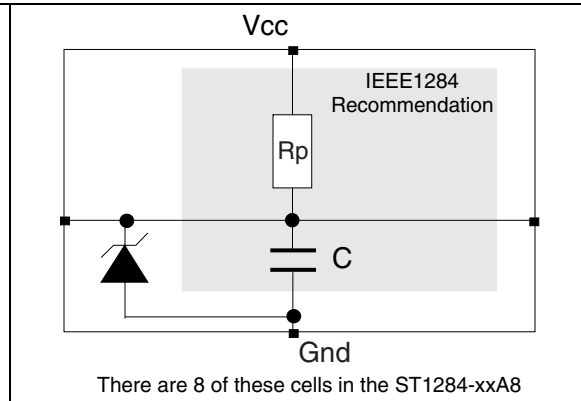 Vcc
IEEE1284
Recommendation
Rp
C
Gnd
There are 8 of these cells in the ST1284-xxA8